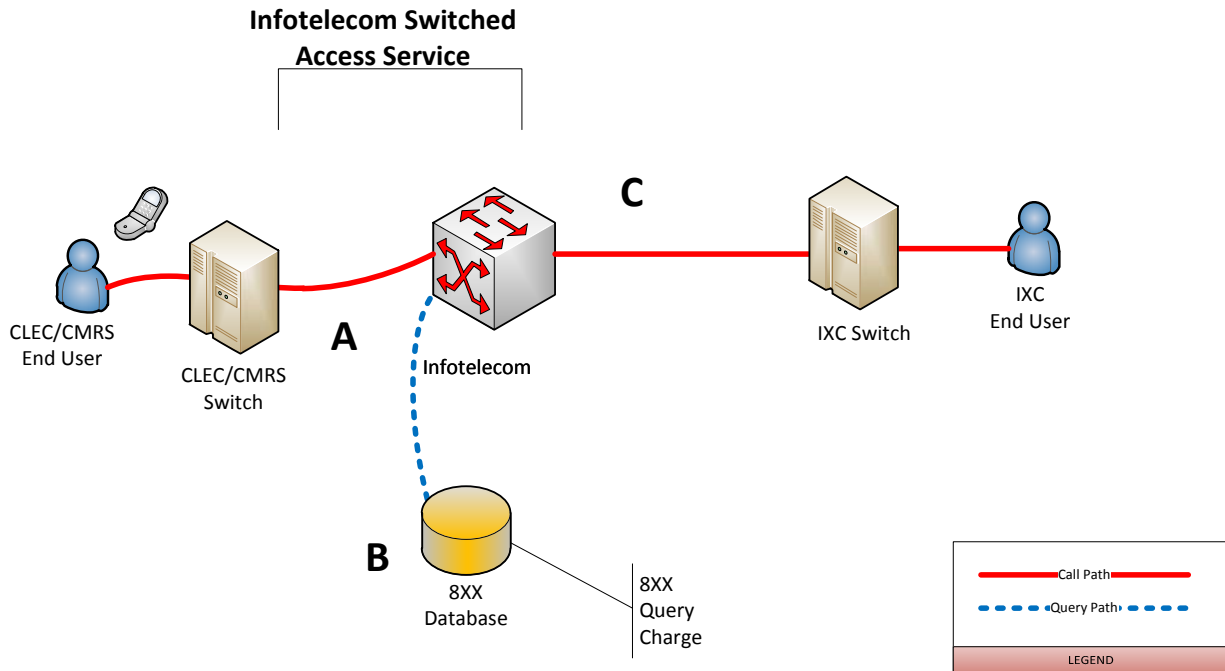 Infotelecom Switched
Access Service
C
CLEC/CMRS
End User
CLEC/CMRS
Switch
A
Infotelecom
IXC Switch
IXC
End User
B
8XX
Database
8XX
Query
Charge
Call Path
Query Path
LEGEND